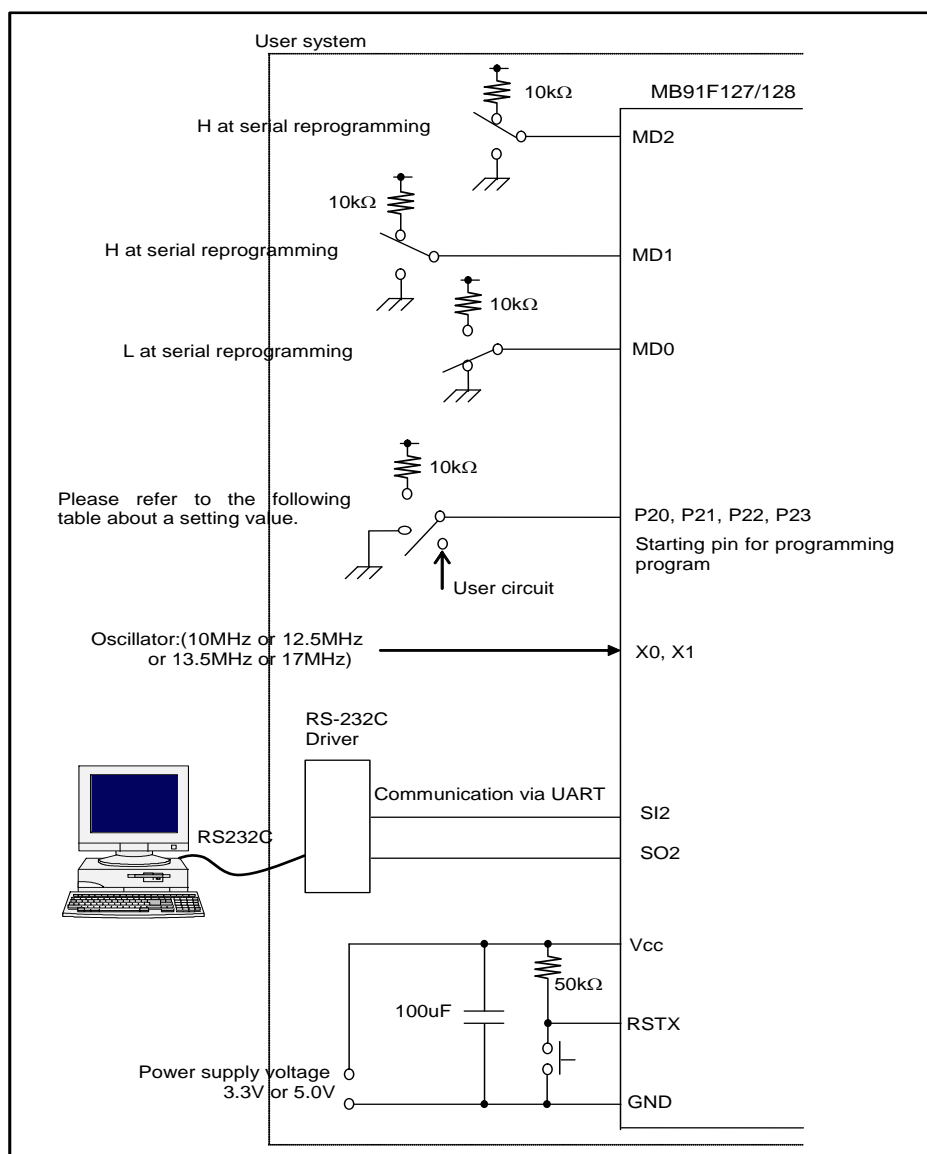 User system
10kΩ
MB91F127/128
H at serial reprogramming
MD2
10kΩ
H at serial reprogramming
MD1
10kΩ
L at serial reprogramming
MD0
10kΩ
Please refer to the following
table about a setting value.
P20, P21, P22, P23
Starting pin for programming
program
User circuit
Oscillator:(10MHz or 12.5MHz
or 13.5MHz or 17MHz)
X0, X1
RS-232C
Driver
Communication via UART
SI2
RS232C
SO2
Vcc
50kΩ
100uF
RSTX
Power supply voltage
3.3V or 5.0V
GND